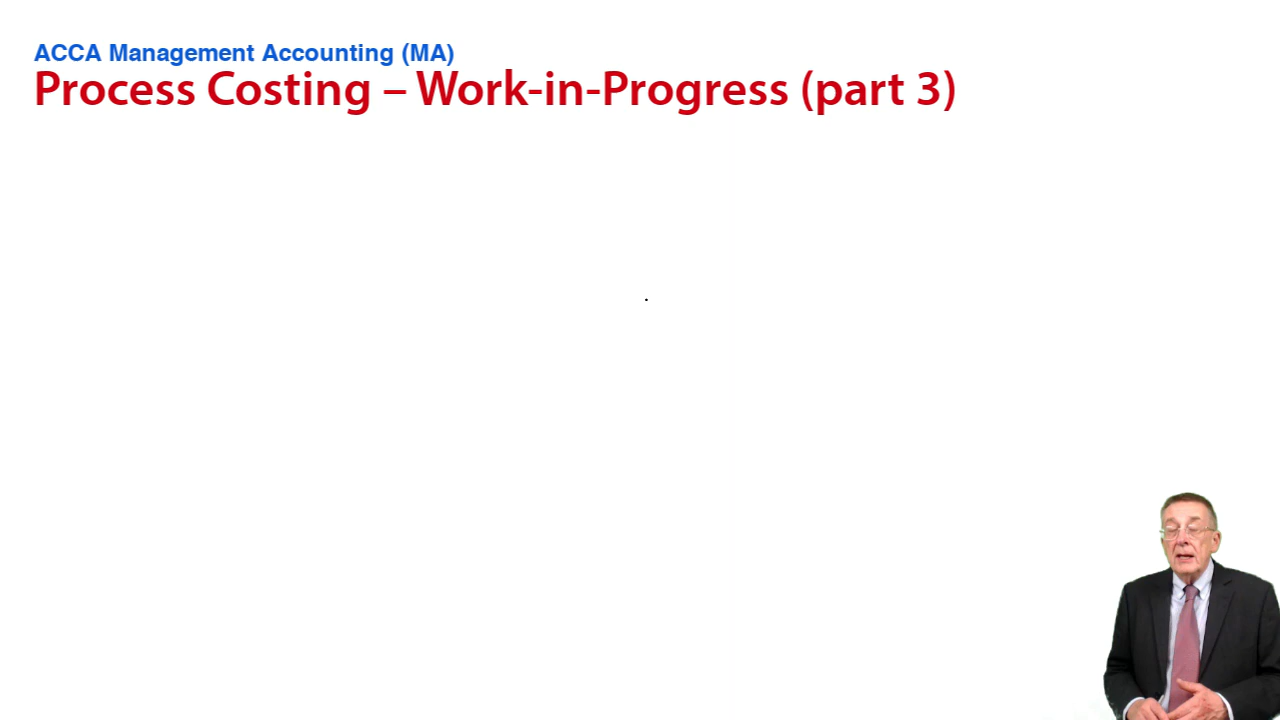 ACCA Management Accounting (MA)
Process Costing – Work-in-Progress (part 3)